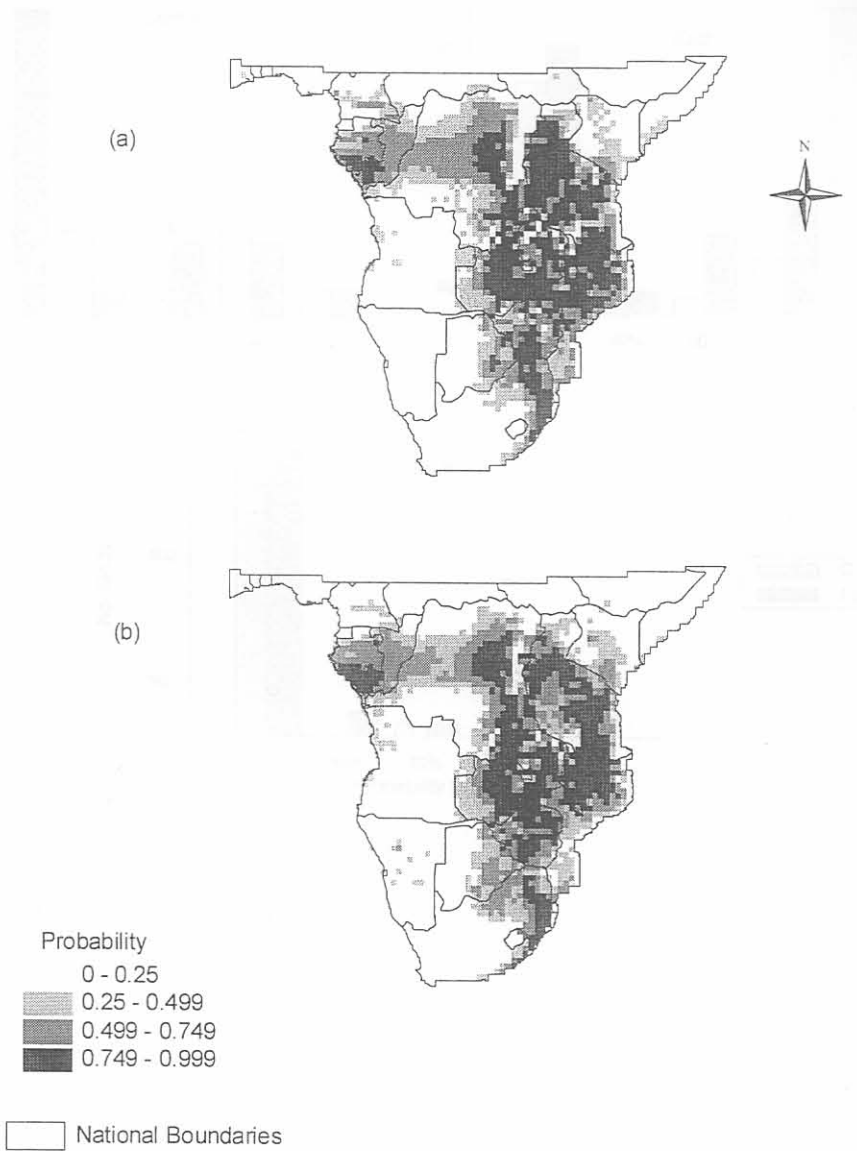 (a)
N
(b)
Probability
0 - 0.25
0.25 - 0.499
0.499 - 0.749
0.749 - 0.999
National Boundaries